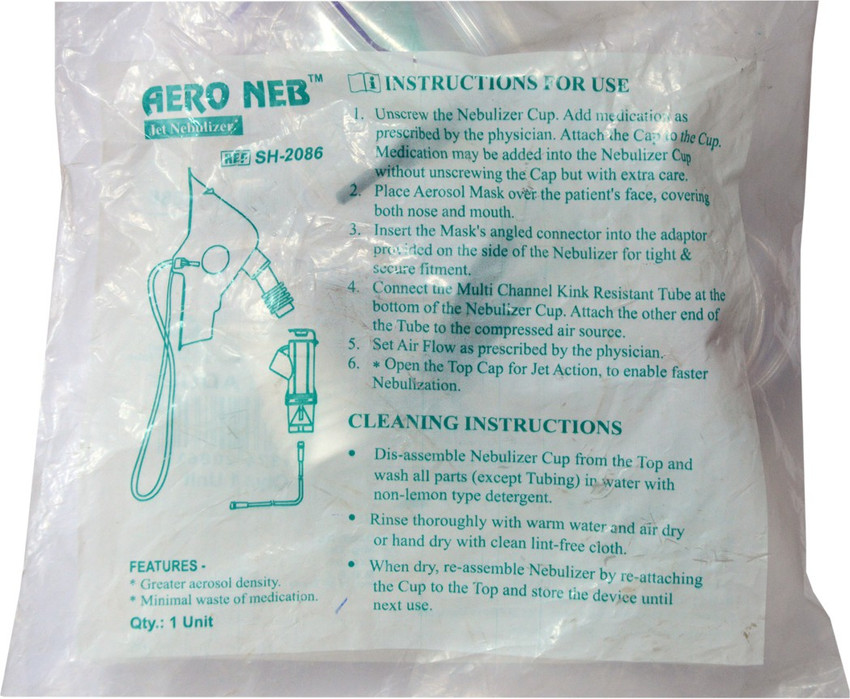 AERO NEB™
Jet Nebulizer
REF SH-2086
FEATURES -
* Greater aerosol density.
* Minimal waste of medication.
Qty.: 1 Unit
INSTRUCTIONS FOR USE
1. Unscrew the Nebulizer Cup. Add medication as
prescribed by the physician. Attach the Cap to the Cup.
Medication may be added into the Nebulizer Cup
without unscrewing the Cap but with extra care.
2. Place Aerosol Mask over the patient's face, covering
both nose and mouth.
3. Insert the Mask's angled connector into the adaptor
provided on the side of the Nebulizer for tight &
secure fitment.
4. Connect the Multi Channel Kink Resistant Tube at the
bottom of the Nebulizer Cup. Attach the other end of
the Tube to the compressed air source.
5. Set Air Flow as prescribed by the physician.
6. * Open the Top Cap for Jet Action, to enable faster
Nebulization.
CLEANING INSTRUCTIONS
• Dis-assemble Nebulizer Cup from the Top and
wash all parts (except Tubing) in water with
non-lemon type detergent.
• Rinse thoroughly with warm water and air dry
or hand dry with clean lint-free cloth.
• When dry, re-assemble Nebulizer by re-attaching
the Cup to the Top and store the device until
next use.